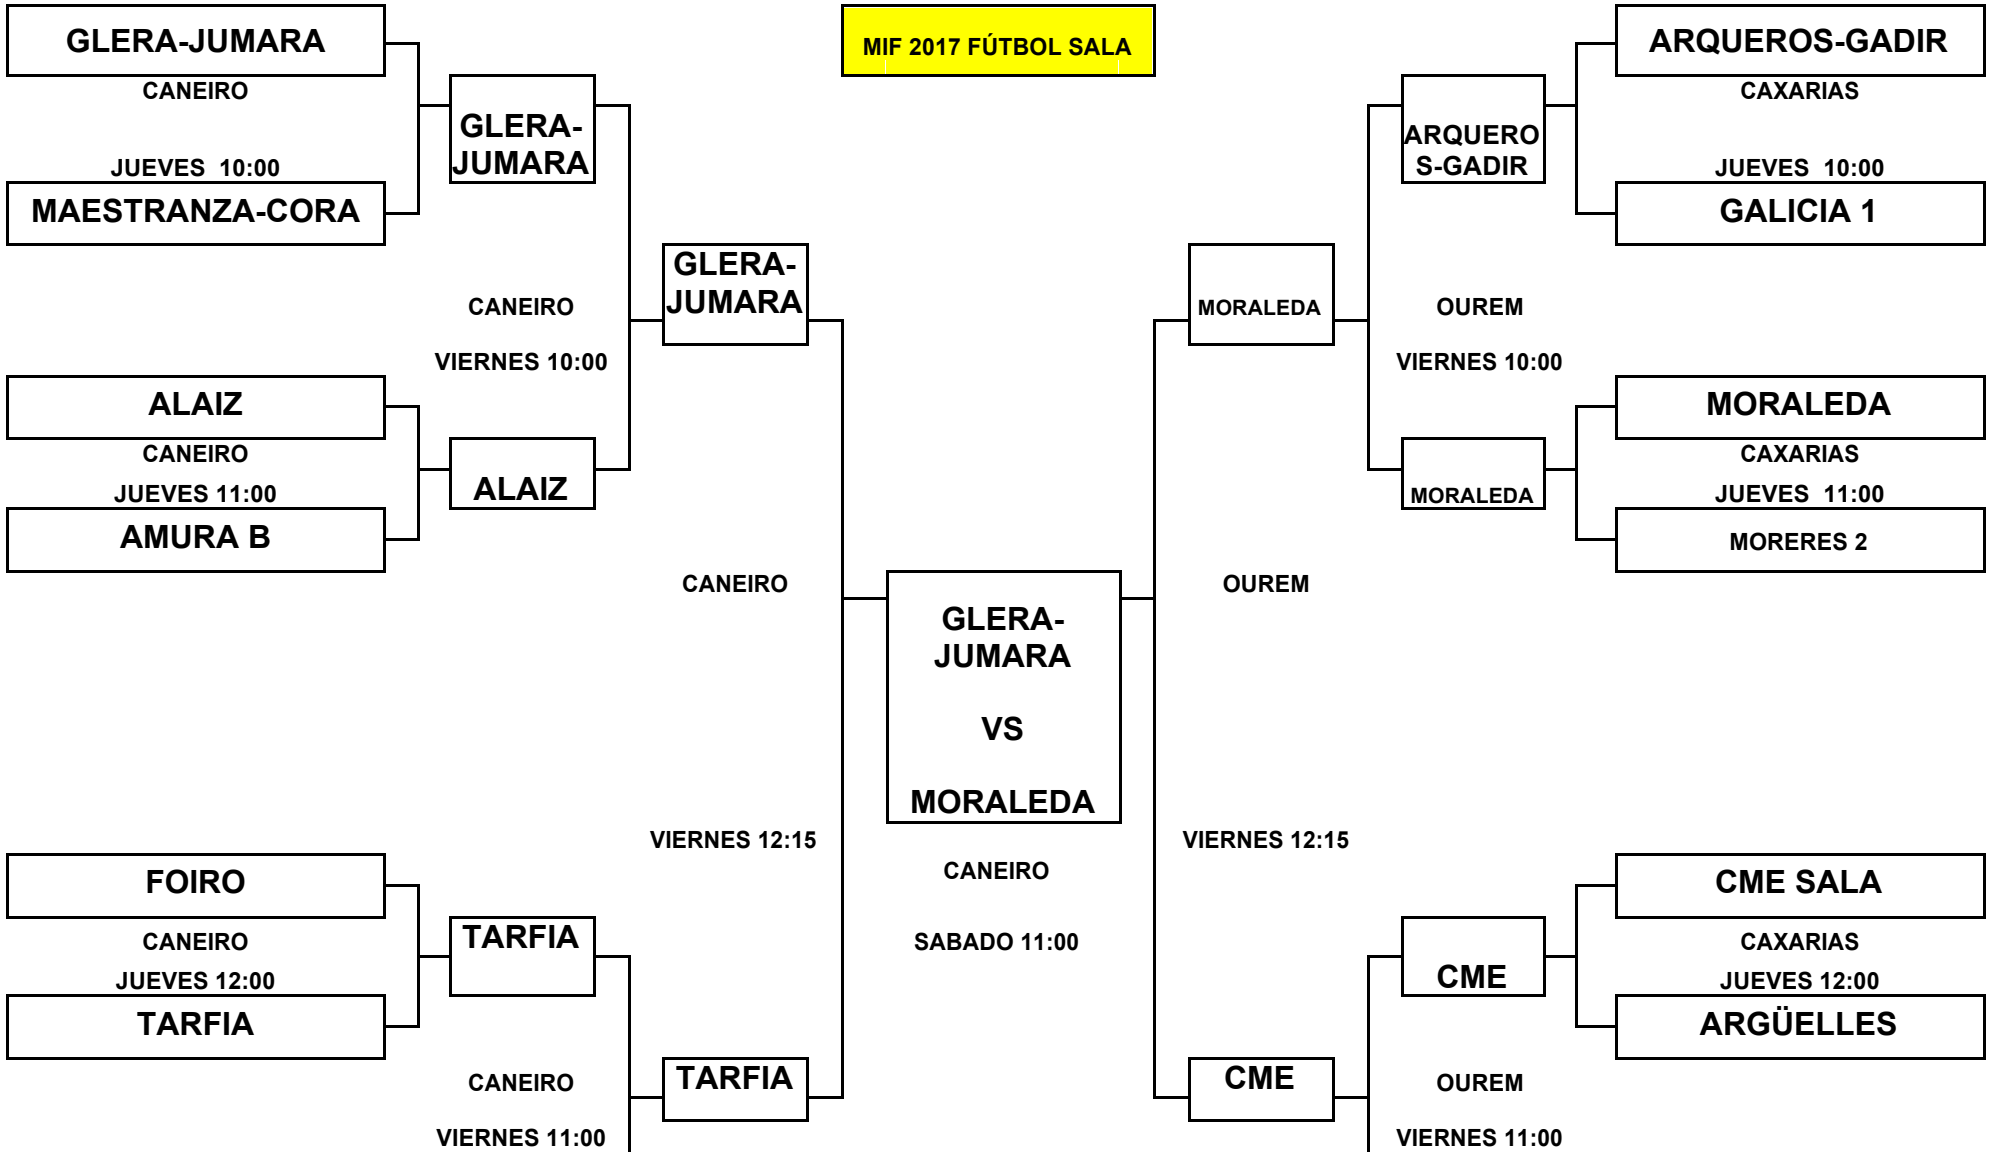 GLERA-JUMARA
MIF 2017 FÚTBOL SALA
ARQUEROS-GADIR
CANEIRO
CAXARIAS
GLERA-
JUMARA
ARQUERO
S-GADIR
JUEVES 10:00
JUEVES 10:00
MAESTRANZA-CORA
GALICIA 1
GLERA-
JUMARA
CANEIRO
MORALEDA
OUREM
VIERNES 10:00
VIERNES 10:00
ALAIZ
MORALEDA
CANEIRO
CAXARIAS
JUEVES 11:00
ALAIZ
MORALEDA
JUEVES 11:00
AMURA B
MORERES 2
CANEIRO
OUREM
GLERA-
JUMARA
VS
MORALEDA
VIERNES 12:15
VIERNES 12:15
CANEIRO
FOIRO
CME SALA
CANEIRO
TARFIA
SABADO 11:00
CAXARIAS
JUEVES 12:00
CME
JUEVES 12:00
TARFIA
ARGÜELLES
CANEIRO
TARFIA
CME
OUREM
VIERNES 11:00
VIERNES 11:00